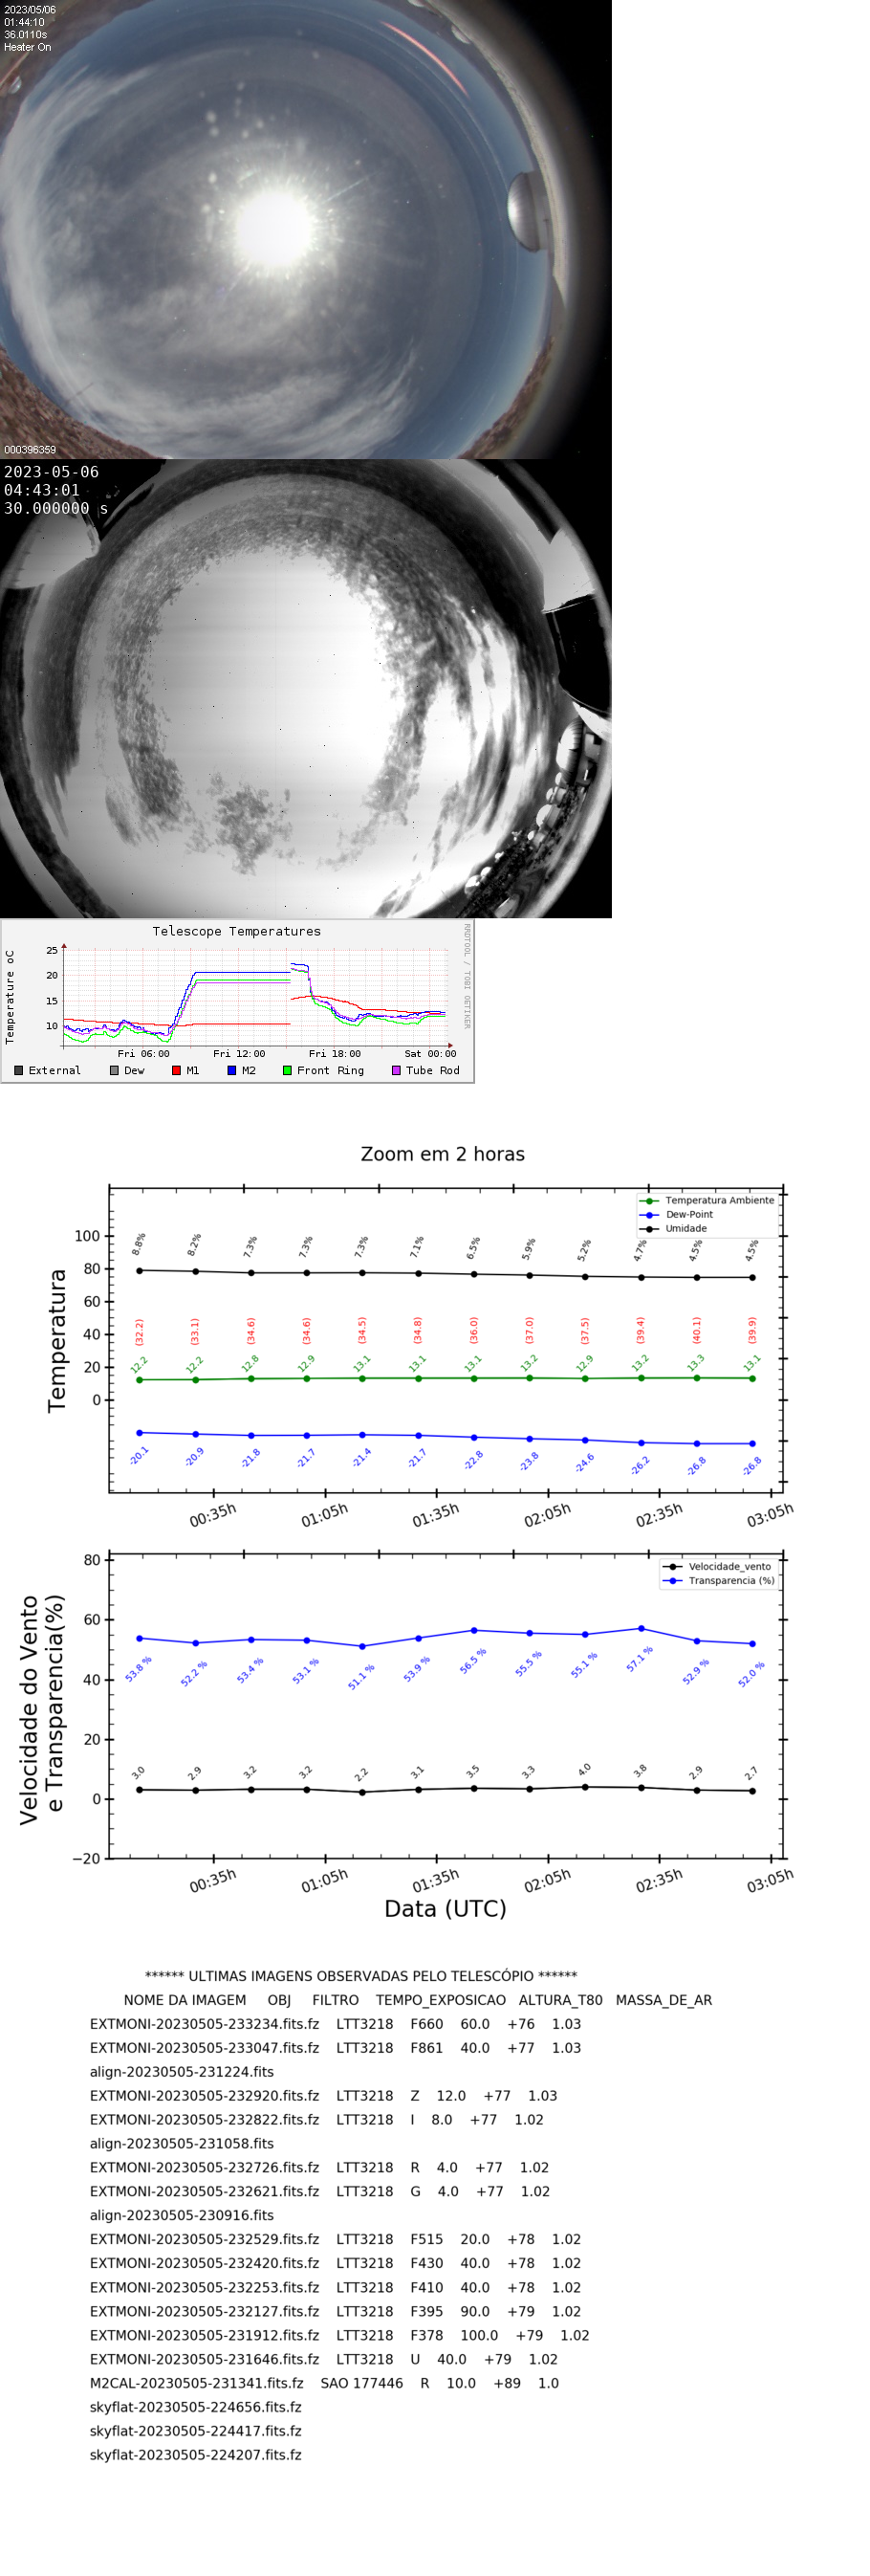 2023/05/06
01:44:10
36.0110s
Heater On
000396359
2023-05-06
04:43:01
30.000000 s
Telescope Temperatures
RRDTOOL / TOBI OETIKER
Temperature oC
25
20
15
10
Fri 06:00 Fri 12:00 Fri 18:00 Sat 00:00
External Dew M1 M2 Front Ring Tube Rod
Zoom em 2 horas
Temperatura Ambiente
Dew-Point
Umidade
Temperatura
100
80
60
40
20
0
8.8% 8.2% 7.3% 7.3% 7.3% 7.1% 6.5% 5.9% 5.2% 4.7% 4.5% 4.5%
(32.2) (33.1) (34.6) (34.6) (34.5) (34.8) (36.0) (37.0) (37.5) (39.4) (40.1) (39.9)
12.2 12.2 12.8 12.9 13.1 13.1 13.1 13.2 12.9 13.2 13.3 13.1
-20.1 -20.9 -21.8 -21.7 -21.4 -21.7 -22.8 -23.8 -24.6 -26.2 -26.8 -26.8
00:35h 01:05h 01:35h 02:05h 02:35h 03:05h
Velocidade_vento
Transparencia (%)
Velocidade do Vento
e Transparencia(%)
80
60
40
20
0
−20
53.8 % 52.2 % 53.4 % 53.1 % 51.1 % 53.9 % 56.5 % 55.5 % 55.1 % 57.1 % 52.9 % 52.0 %
3.0 2.9 3.2 3.2 2.2 3.1 3.5 3.3 4.0 3.8 2.9 2.7
00:35h 01:05h 01:35h 02:05h 02:35h 03:05h
Data (UTC)
****** ULTIMAS IMAGENS OBSERVADAS PELO TELESCÓPIO ******
NOME DA IMAGEM OBJ FILTRO TEMPO_EXPOSICAO ALTURA_T80 MASSA_DE_AR
EXTMONI-20230505-233234.fits.fz LTT3218 F660 60.0 +76 1.03
EXTMONI-20230505-233047.fits.fz LTT3218 F861 40.0 +77 1.03
align-20230505-231224.fits
EXTMONI-20230505-232920.fits.fz LTT3218 Z 12.0 +77 1.03
EXTMONI-20230505-232822.fits.fz LTT3218 I 8.0 +77 1.02
align-20230505-231058.fits
EXTMONI-20230505-232726.fits.fz LTT3218 R 4.0 +77 1.02
EXTMONI-20230505-232621.fits.fz LTT3218 G 4.0 +77 1.02
align-20230505-230916.fits
EXTMONI-20230505-232529.fits.fz LTT3218 F515 20.0 +78 1.02
EXTMONI-20230505-232420.fits.fz LTT3218 F430 40.0 +78 1.02
EXTMONI-20230505-232253.fits.fz LTT3218 F410 40.0 +78 1.02
EXTMONI-20230505-232127.fits.fz LTT3218 F395 90.0 +79 1.02
EXTMONI-20230505-231912.fits.fz LTT3218 F378 100.0 +79 1.02
EXTMONI-20230505-231646.fits.fz LTT3218 U 40.0 +79 1.02
M2CAL-20230505-231341.fits.fz SAO 177446 R 10.0 +89 1.0
skyflat-20230505-224656.fits.fz
skyflat-20230505-224417.fits.fz
skyflat-20230505-224207.fits.fz